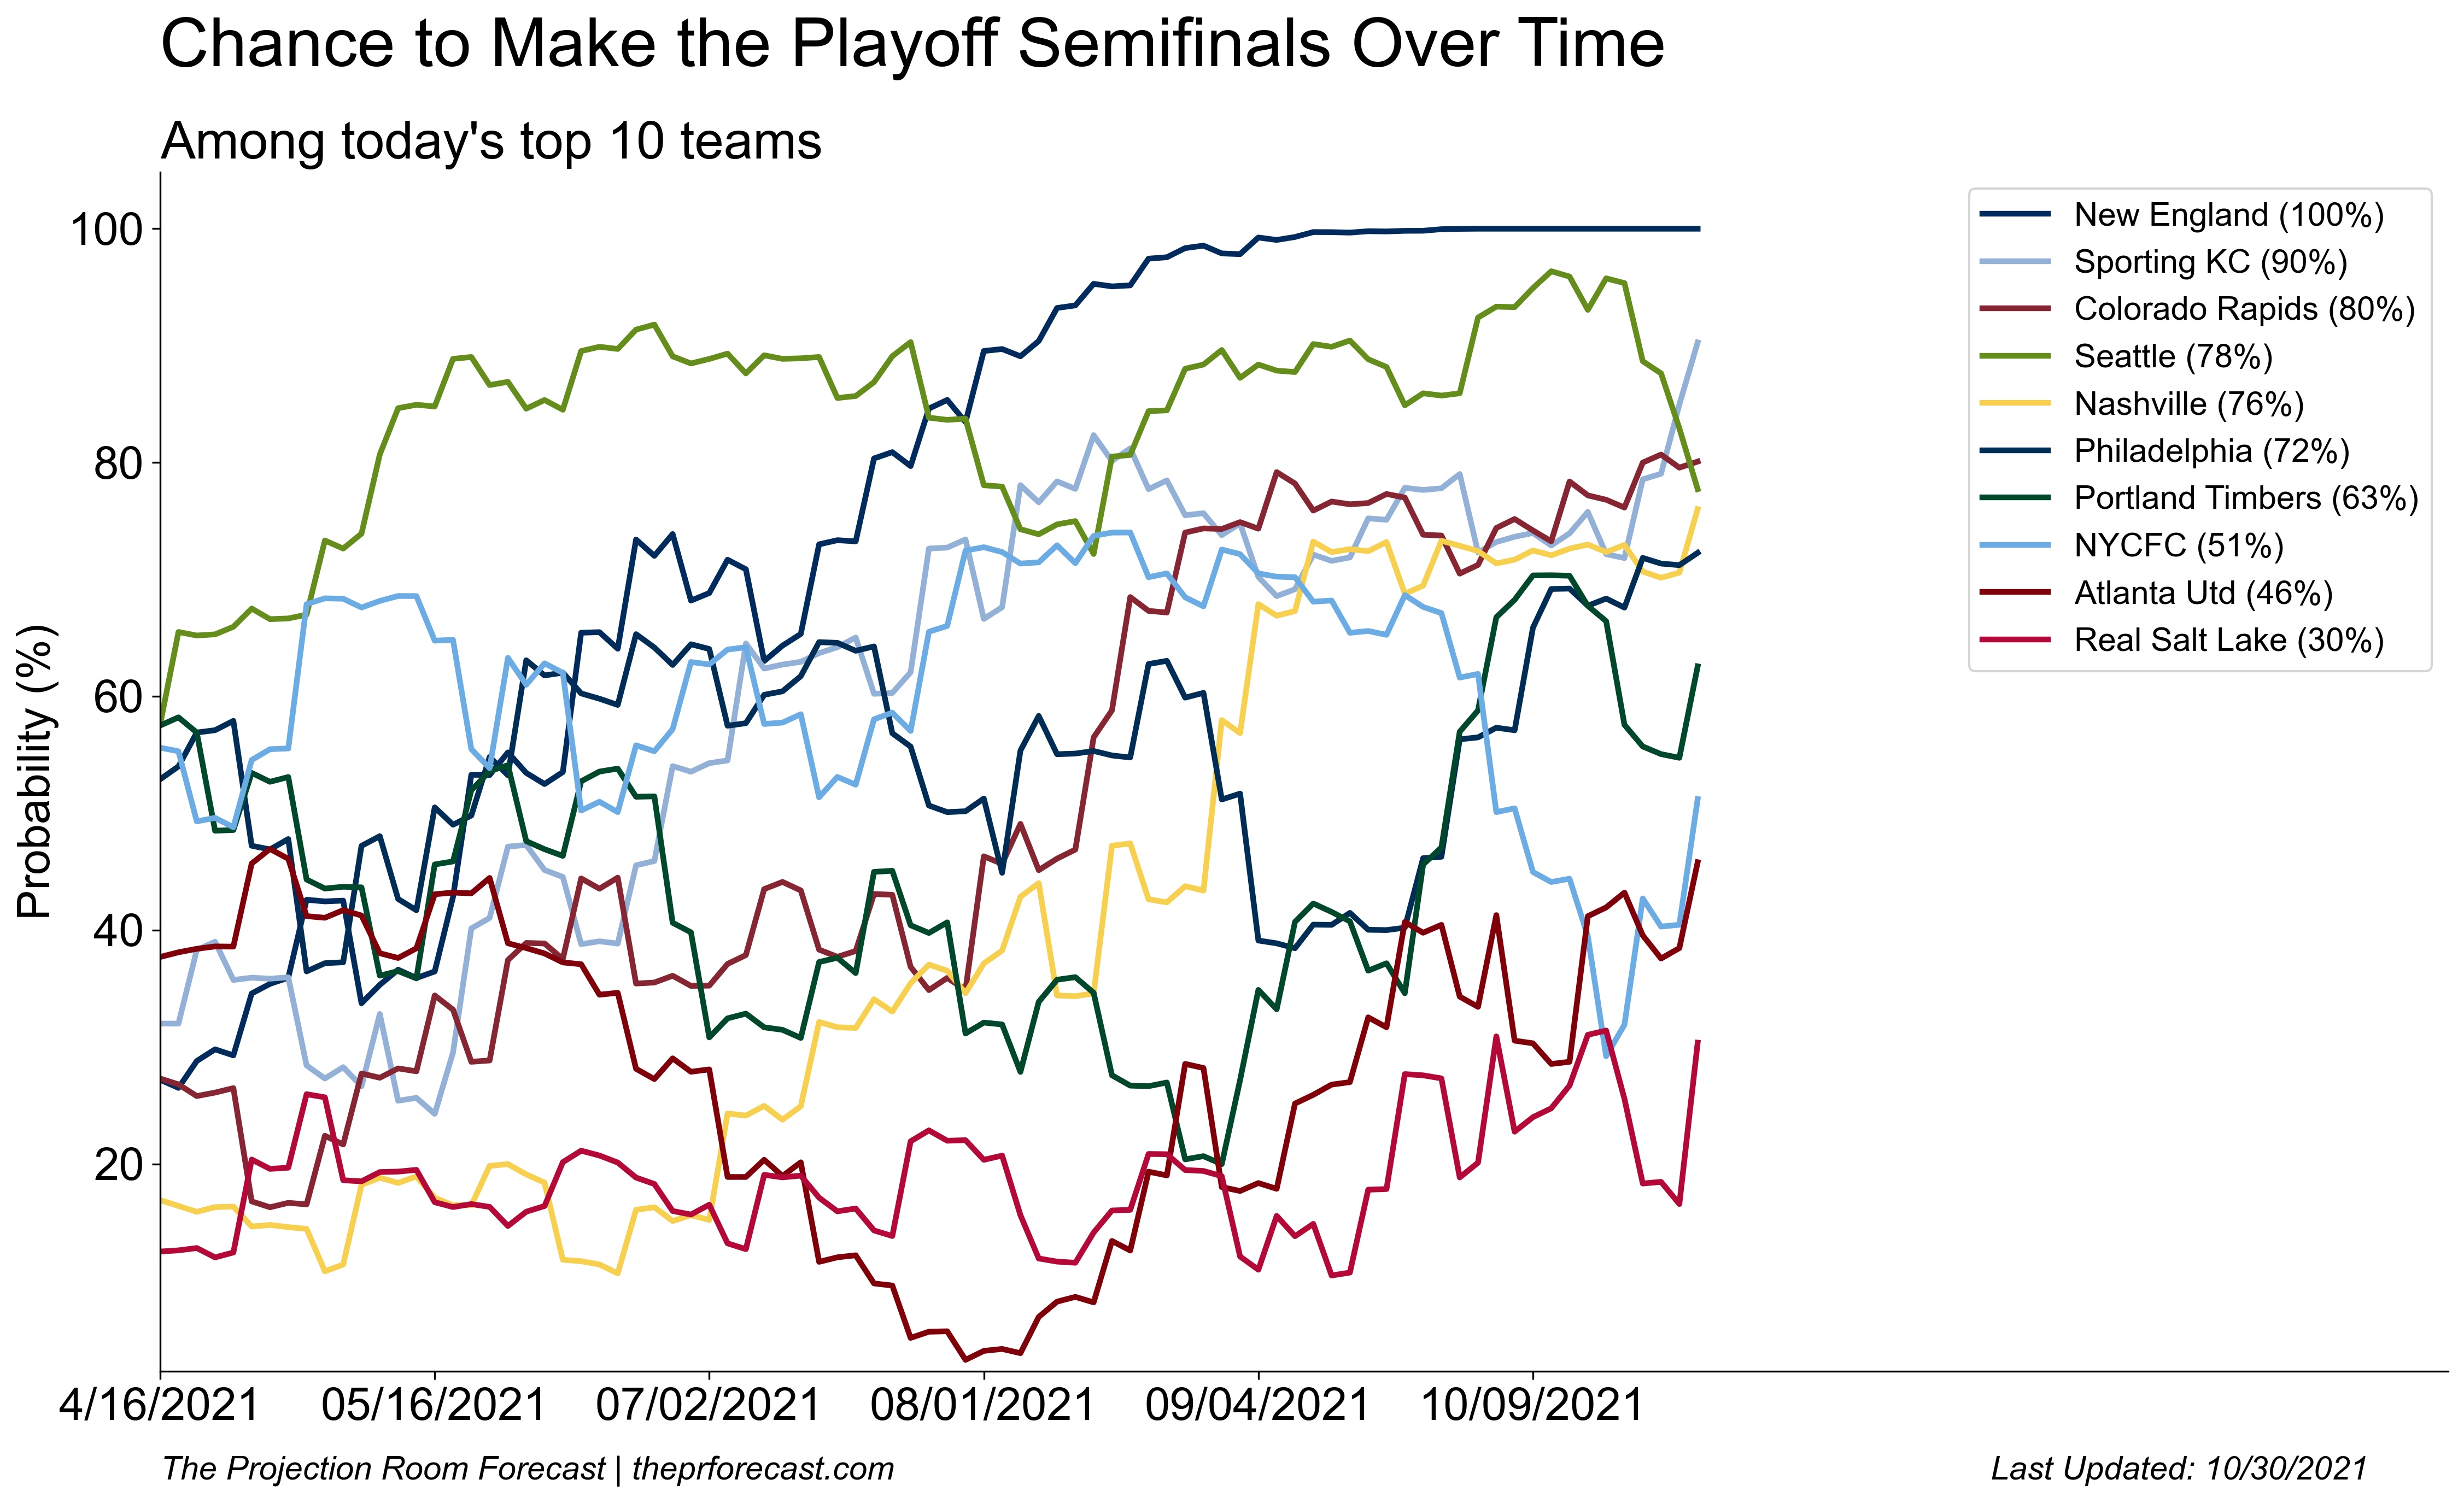 Chance to Make the Playoff Semifinals Over Time
Among today's top 10 teams
100
80
60
40
20
Probability (%)
New England (100%)
Sporting KC (90%)
Colorado Rapids (80%)
Seattle (78%)
Nashville (76%)
Philadelphia (72%)
Portland Timbers (63%)
NYCFC (51%)
Atlanta Utd (46%)
Real Salt Lake (30%)
4/16/2021 05/16/2021 07/02/2021 08/01/2021 09/04/2021 10/09/2021
The Projection Room Forecast | theprforecast.com
Last Updated: 10/30/2021